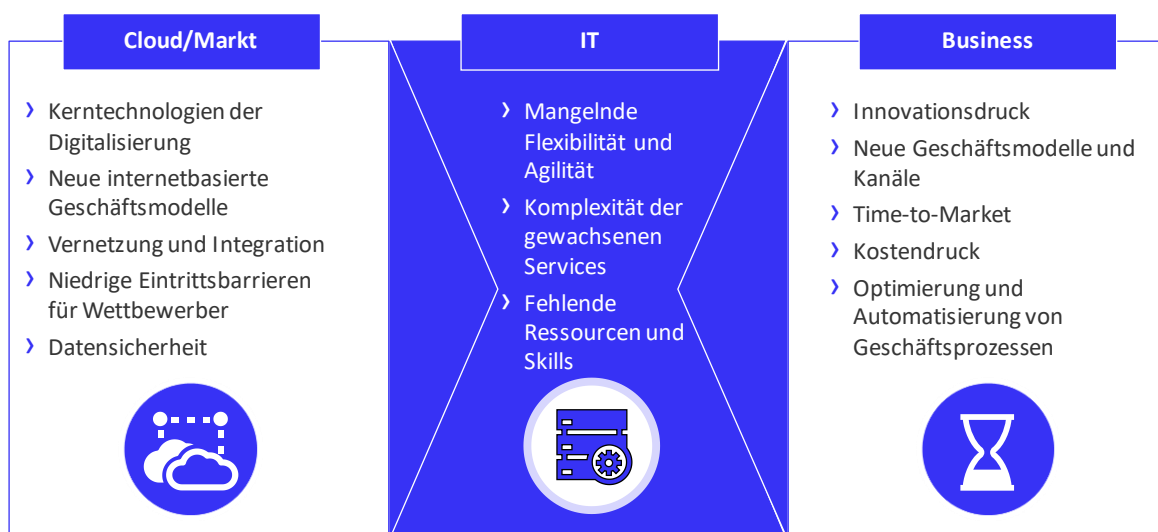 Cloud/Markt
› Kerntechnologien der
Digitalisierung
› Neue internetbasierte
Geschäftsmodelle
› Vernetzung und Integration
› Niedrige Eintrittsbarrieren
für Wettbewerber
› Datensicherheit
IT
› Mangelnde
Flexibilität und
Agilität
› Komplexität der
gewachsenen
Services
› Fehlende
Ressourcen und
Skills
Business
› Innovationsdruck
› Neue Geschäftsmodelle und
Kanäle
› Time-to-Market
› Kostendruck
› Optimierung und
Automatisierung von
Geschäftsprozessen